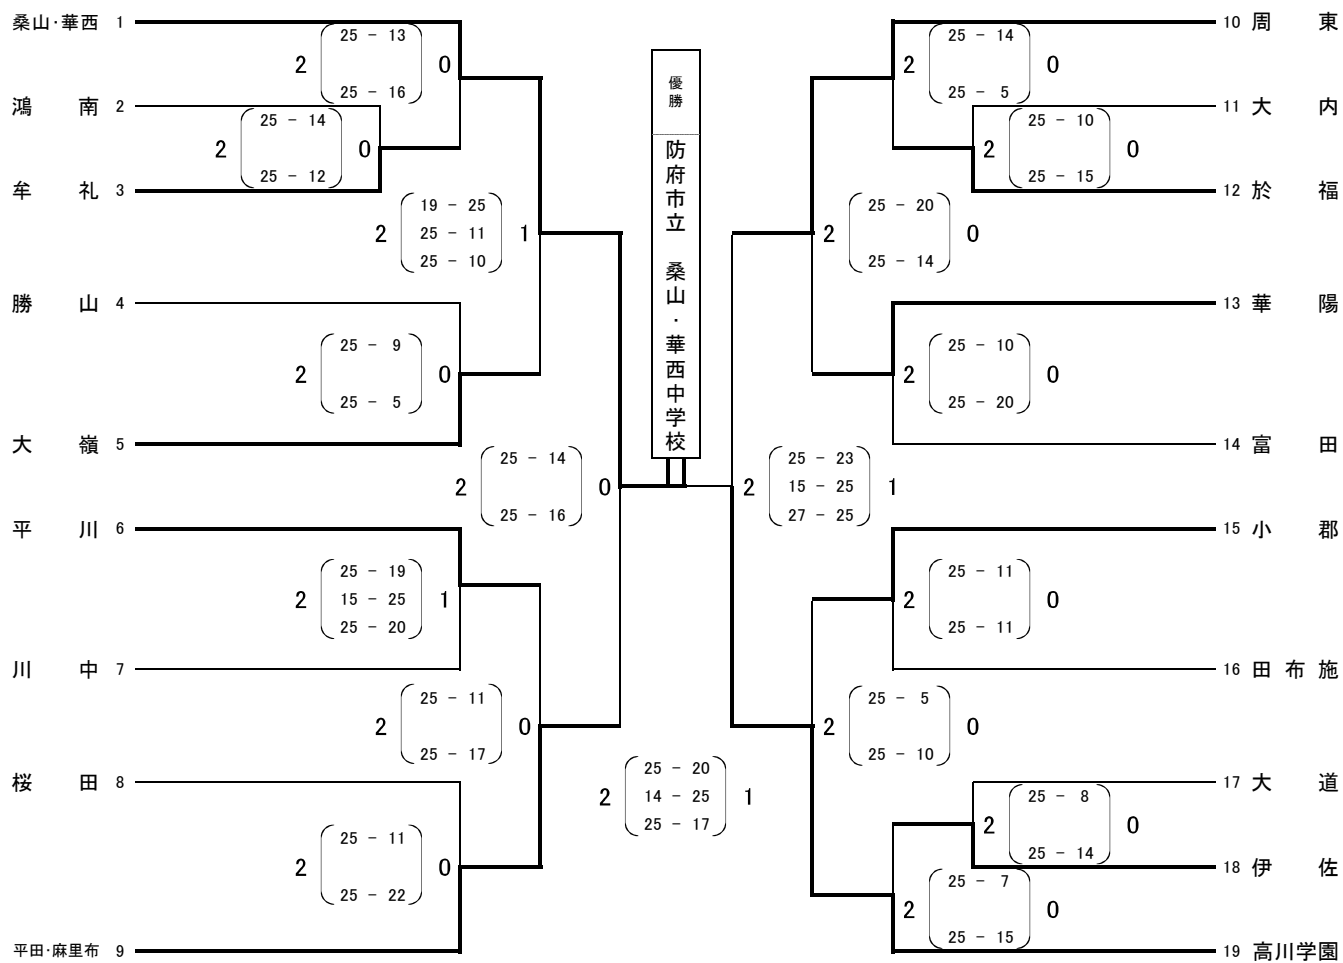 桑山・華西 1
25 - 13
2 0
25 - 16
鴻南 2
25 - 14
2 0
25 - 12
牟礼 3
19 - 25
2 25 - 11 1
25 - 10
勝山 4
25 - 9
2 0
25 - 5
大嶺 5
25 - 14
2 0
25 - 16
平川 6
25 - 19
2 15 - 25 1
25 - 20
川中 7
25 - 11
2 0
25 - 17
桜田 8
25 - 11
2 0
25 - 22
平田・麻里布 9
優勝
防府市立 桑山・華西中学校
25 - 20
2 14 - 25 1
25 - 17
10 周東
25 - 14
2 0
25 - 5
11 大内
25 - 10
2 0
25 - 15
12 於福
25 - 20
2 0
25 - 14
13 華陽
25 - 10
2 0
25 - 20
14 富田
25 - 23
2 15 - 25 1
27 - 25
15 小郡
25 - 11
2 0
25 - 11
16 田布施
25 - 5
2 0
25 - 10
17 大道
25 - 8
2 0
25 - 14
18 伊佐
25 - 7
2 0
25 - 15
19 高川学園